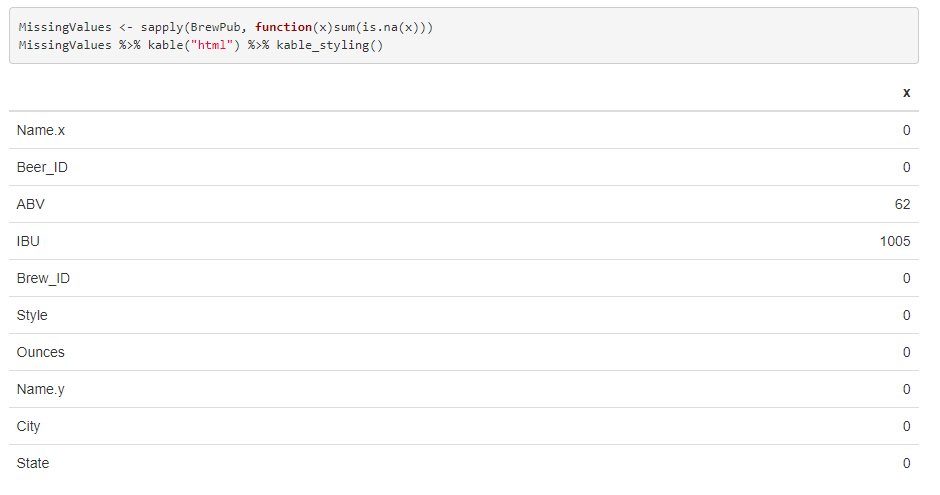 MissingValues <- sapply(BrewPub, function(x)sum(is.na(x)))
MissingValues %>% kable("html") %>% kable_styling()
x
Name.x 0
Beer_ID 0
ABV 62
IBU 1005
Brew_ID 0
Style 0
Ounces 0
Name.y 0
City 0
State 0